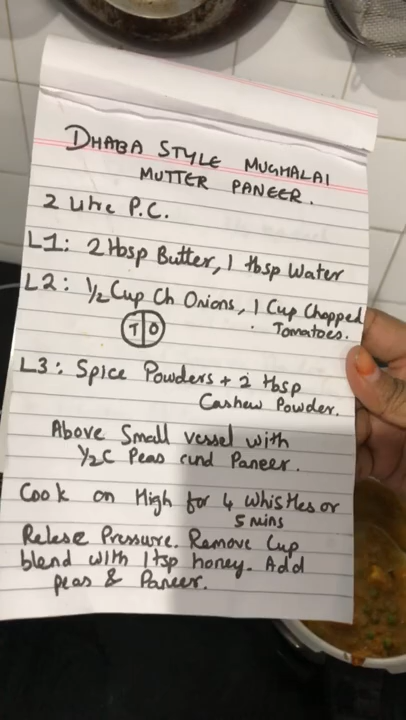 DHABA STYLE MUGHALAI
MUTTER PANEER.
2 Litre P.C.
L1: 2 tbsp Butter, 1 tbsp Water
L2: 1/2 Cup Ch Onions, 1 Cup Chopped
Tomatoes.
T O
L3: Spice Powders + 2 tbsp
Cashew Powder.
Above Small vessel with
1/2 C Peas and Paneer.
Cook on High for 4 Whistles or
5 mins
Relese Pressure. Remove Cup
blend with 1 tsp honey. Add
peas & Paneer.